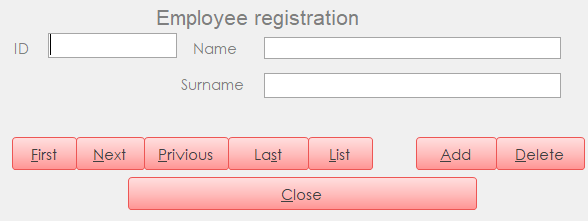 Employee registration
ID Name
Surname
First Next Privious Last List Add Delete
Close